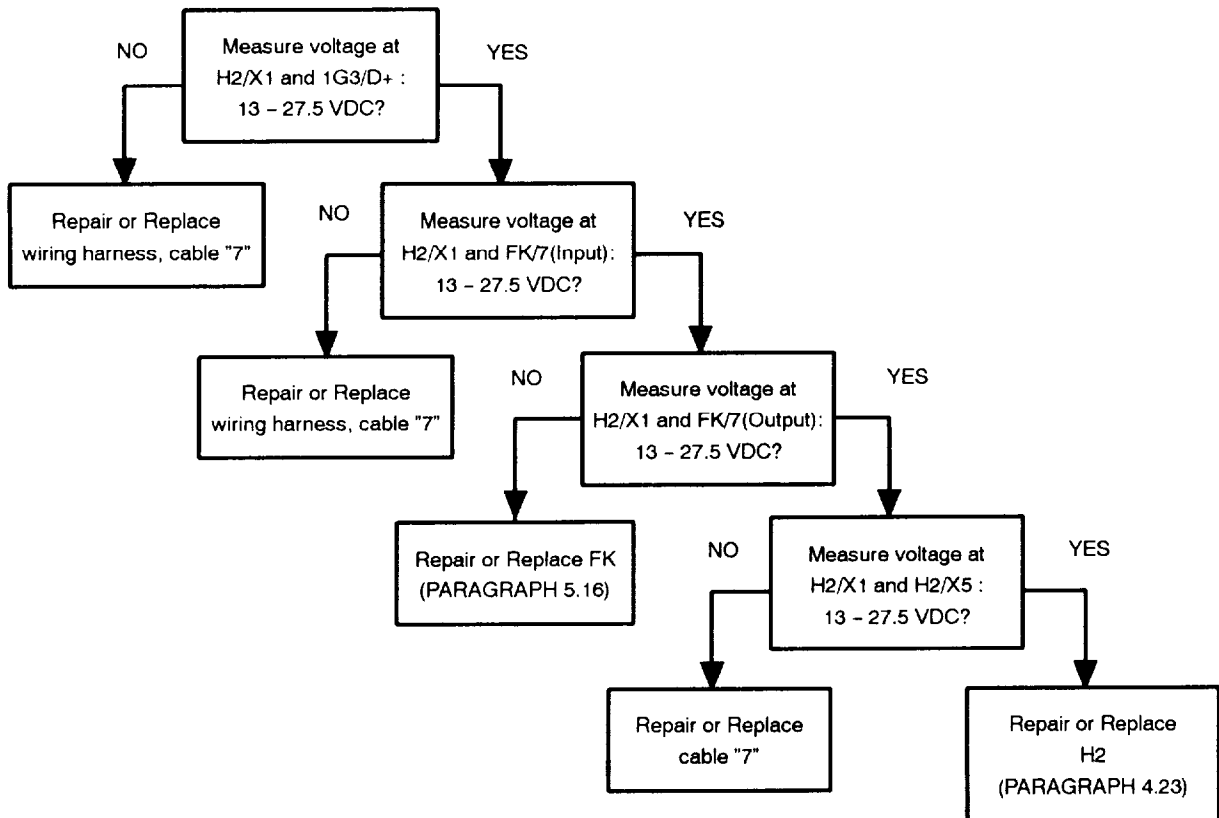 NO
Measure voltage at
H2/X1 and 1G3/D+ :
13 – 27.5 VDC?
YES
Repair or Replace
wiring harness, cable "7"
NO
Measure voltage at
H2/X1 and FK/7(Input):
13 – 27.5 VDC?
YES
Repair or Replace
wiring harness, cable "7"
NO
Measure voltage at
H2/X1 and FK/7(Output):
13 – 27.5 VDC?
YES
Repair or Replace FK
(PARAGRAPH 5.16)
NO
Measure voltage at
H2/X1 and H2/X5 :
13 – 27.5 VDC?
YES
Repair or Replace
cable "7"
Repair or Replace
H2
(PARAGRAPH 4.23)